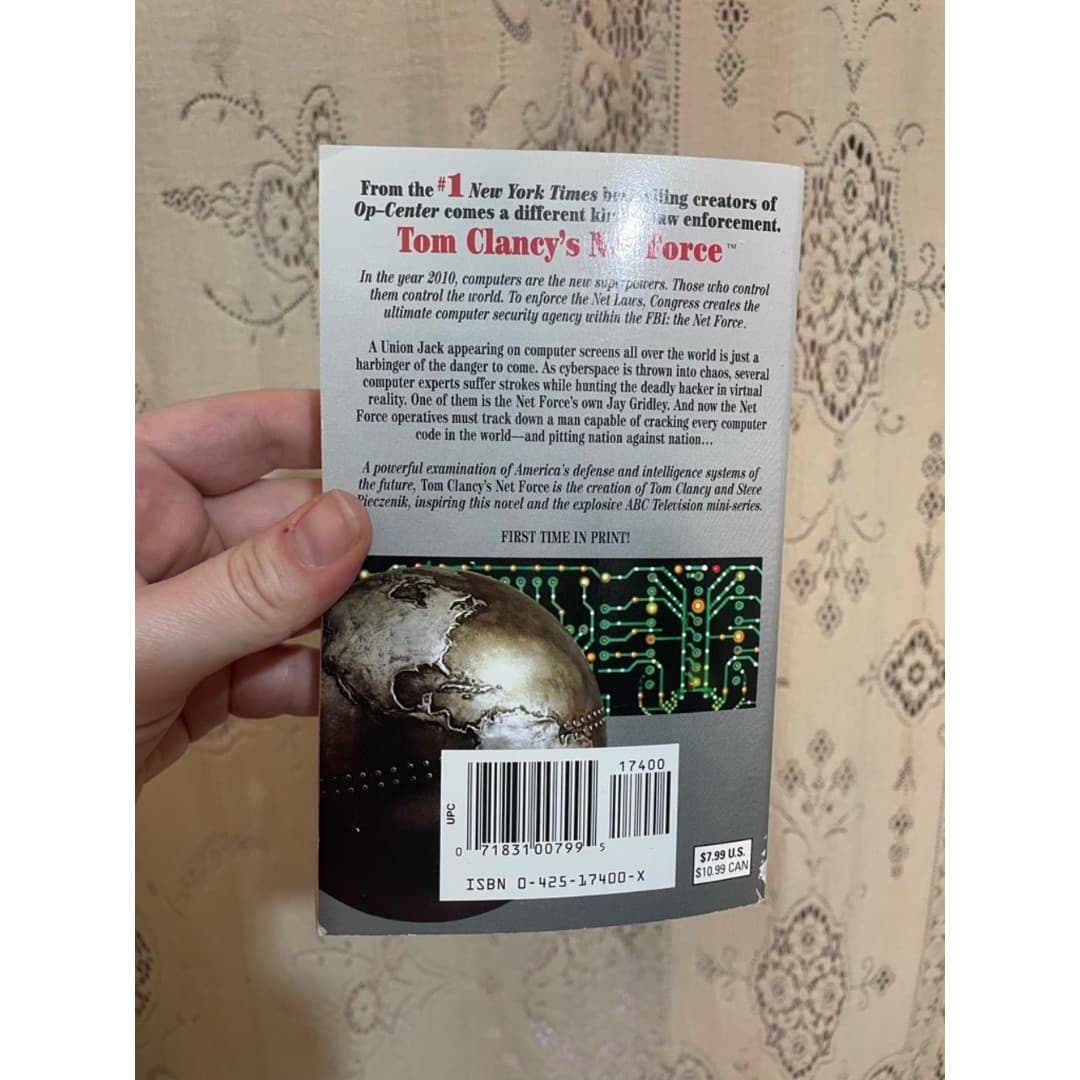 From the #1 New York Times creators of
Op-Center comes a different law enforcement.
Tom Clancy's Net Force™
In the year 2010, computers are the new superpowers. Those who control
them control the world. To enforce the Net Laws, Congress creates the
ultimate computer security agency within the FBI: the Net Force.
A Union Jack appearing on computer screens all over the world is just a
harbinger of the danger to come. As cyberspace is thrown into chaos, several
computer experts suffer strokes while hunting the deadly hacker in virtual
reality. One of them is the Net Force's own Jay Gridley. And now the Net
Force operatives must track down a man capable of cracking every computer
code in the world—and pitting nation against nation...
A powerful examination of America's defense and intelligence systems of
the future, Tom Clancy's Net Force is the creation of Tom Clancy and Steve
Pieczenik, inspiring this novel and the explosive ABC Television mini-series.
FIRST TIME IN PRINT!
17400
UPC
0 71831 00799 5
ISBN 0-425-17400-X
$7.99 U.S.
$10.99 CAN